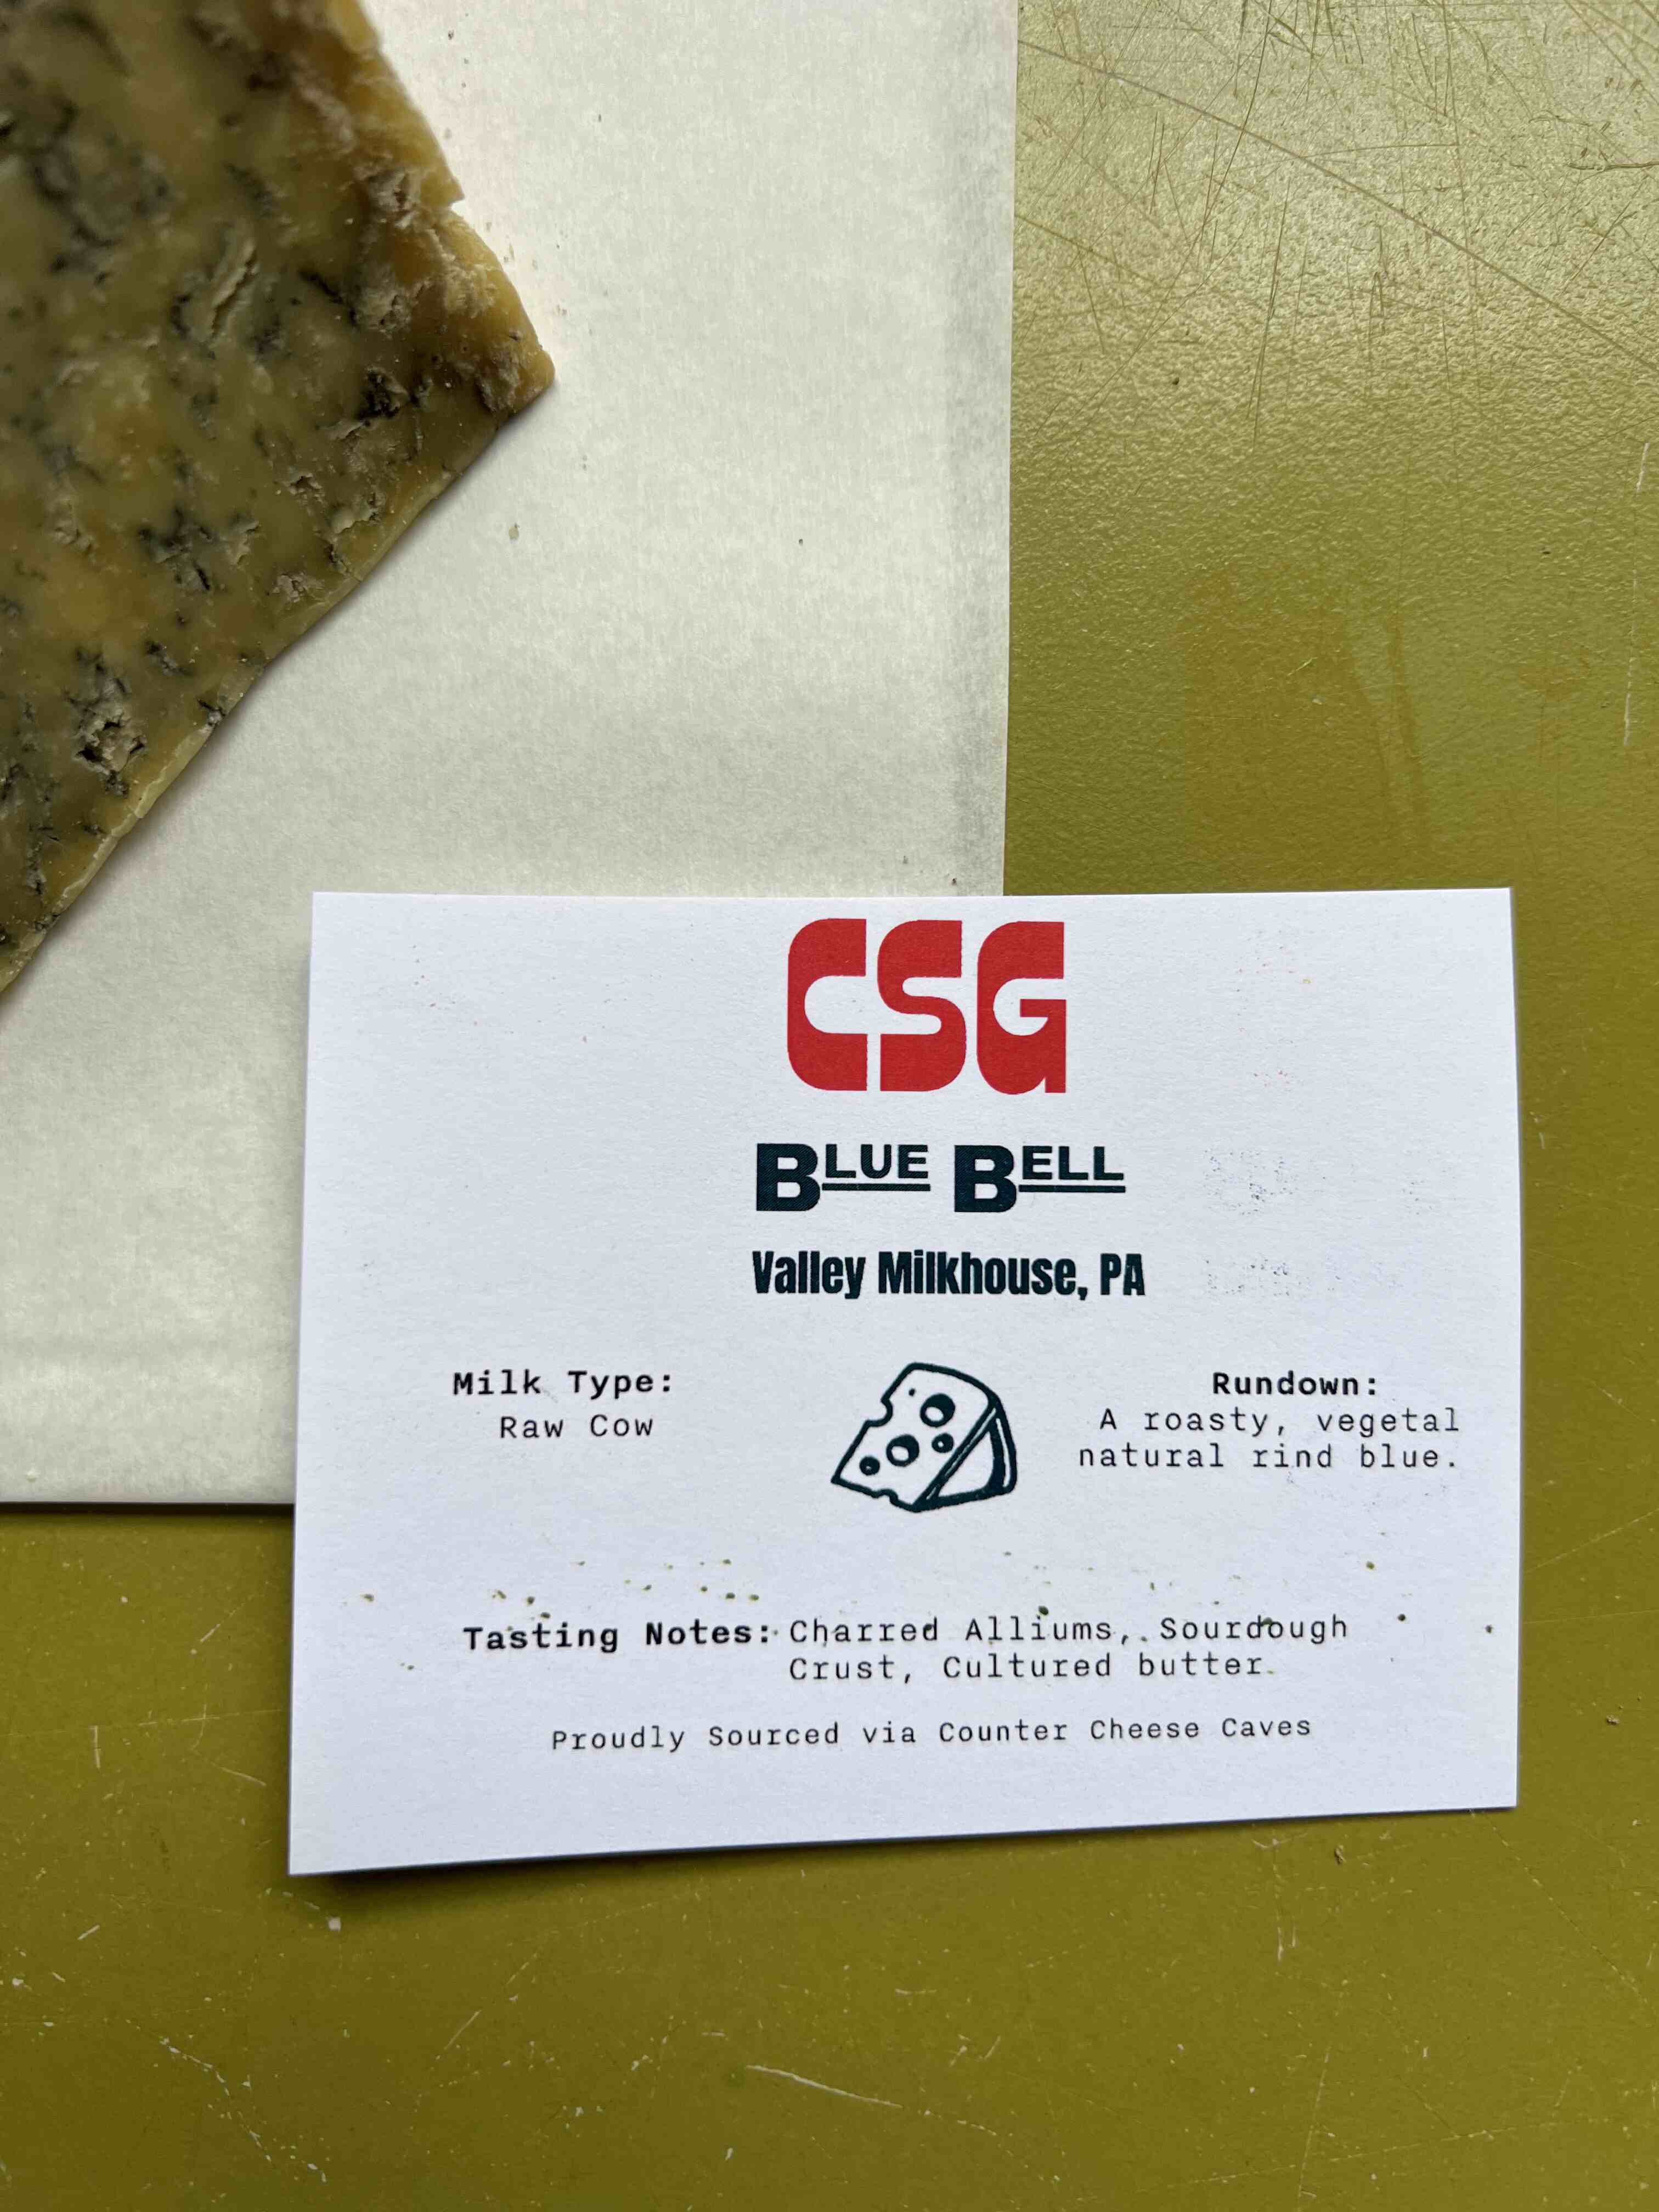 CSG
BLUE BELL
Valley Milkhouse, PA
Milk Type:
Raw Cow
Rundown:
A roasty, vegetal
natural rind blue.
Tasting Notes: Charred Alliums, Sourdough
Crust, Cultured butter
Proudly Sourced via Counter Cheese Caves